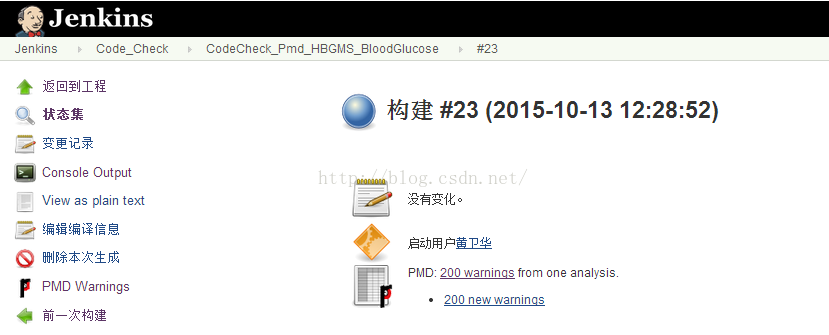 Jenkins
Jenkins Code_Check CodeCheck_Pmd_HBGMS_BloodGlucose #23
返回到工程
状态集
变更记录
Console Output
View as plain text
编辑编译信息
删除本次生成
PMD Warnings
前一次构建
构建 #23 (2015-10-13 12:28:52)
http://blog.csdn.net/
没有变化。
启动用户黄卫华
PMD: 200 warnings from one analysis.
200 new warnings